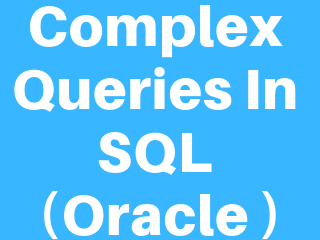 Complex
Queries In
SQL
(Oracle )